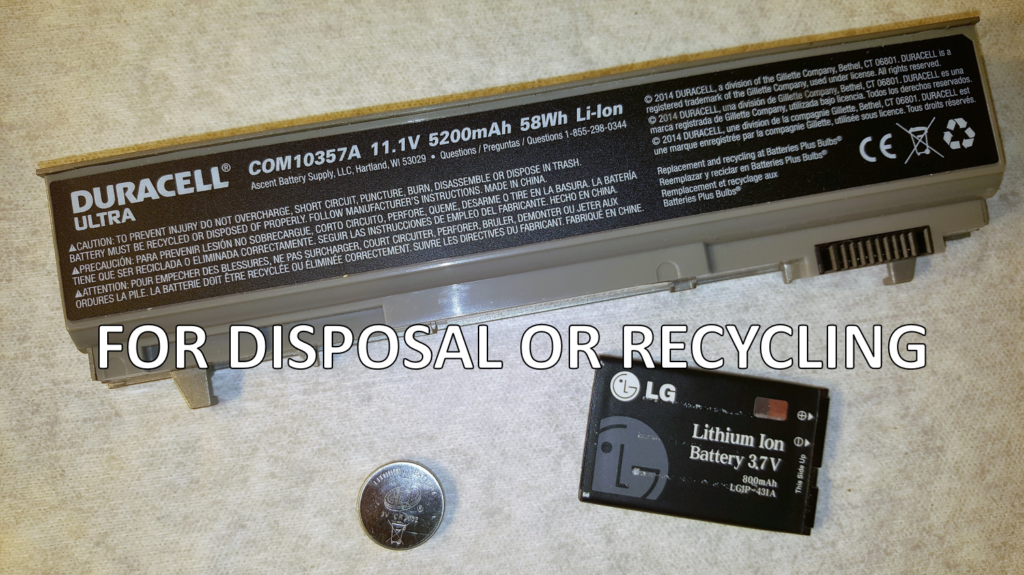 DURACELL®
ULTRA
COM10357A 11.1V 5200mAh 58Wh Li-Ion
Ascent Battery Supply, LLC, Hartland, WI 53029 • Questions / Preguntas / Questions 1-855-298-0344
▲CAUTION: TO PREVENT INJURY DO NOT OVERCHARGE, SHORT CIRCUIT, PUNCTURE, BURN, DISASSEMBLE OR DISPOSE IN TRASH.
BATTERY MUST BE RECYCLED OR DISPOSED OF PROPERLY. FOLLOW MANUFACTURER'S INSTRUCTIONS. MADE IN CHINA.
▲PRECAUCIÓN: PARA PREVENIR LESIÓN NO SOBRECARGUE, CORTO CIRCUITO, PERFORE, QUEME, DESARME O TIRE EN LA BASURA. LA BATERÍA
TIENE QUE SER RECICLADA O ELIMINADA CORRECTAMENTE. SEGUIR LAS INSTRUCCIONES DE EMPLEO DEL FABRICANTE. HECHO EN CHINA.
▲ATTENTION: POUR EMPECHER DES BLESSURES, NE PAS SURCHARGER, COURT CIRCUITER, PERFORER, BRULER, DEMONTER OU JETER AUX
ORDURES LA PILE. LA BATTERIE DOIT ÊTRE RECYCLÉE OU ÉLIMINÉE CORRECTEMENT. SUIVRE LES DIRECTIVES DU FABRICANT. FABRIQUÉ EN CHINE.
© 2014 DURACELL, a division of the Gillette Company, Bethel, CT 06801. DURACELL is a
registered trademark of the Gillette Company, used under license. All rights reserved.
© 2014 DURACELL, una división de the Gillette Company, Bethel, CT 06801. DURACELL es una
marca registrada de Gillette Company, utilizada bajo licencia. Todos los derechos reservados.
© 2014 DURACELL, une division de la compagnie Gillette, Bethel, CT 06801. DURACELL est
une marque enregistrée de la compagnie Gillette, utilisée sous licence. Tous droits réservés.
Replacement and recycling at Batteries Plus Bulbs®
Reemplazar y reciclar en Batteries Plus Bulbs®
Remplacement et recyclage aux
Batteries Plus Bulbs®
CE
FOR DISPOSAL OR RECYCLING
LG
Lithium Ion
Battery 3.7V
800mAh
LGIP-431A
This Side Up